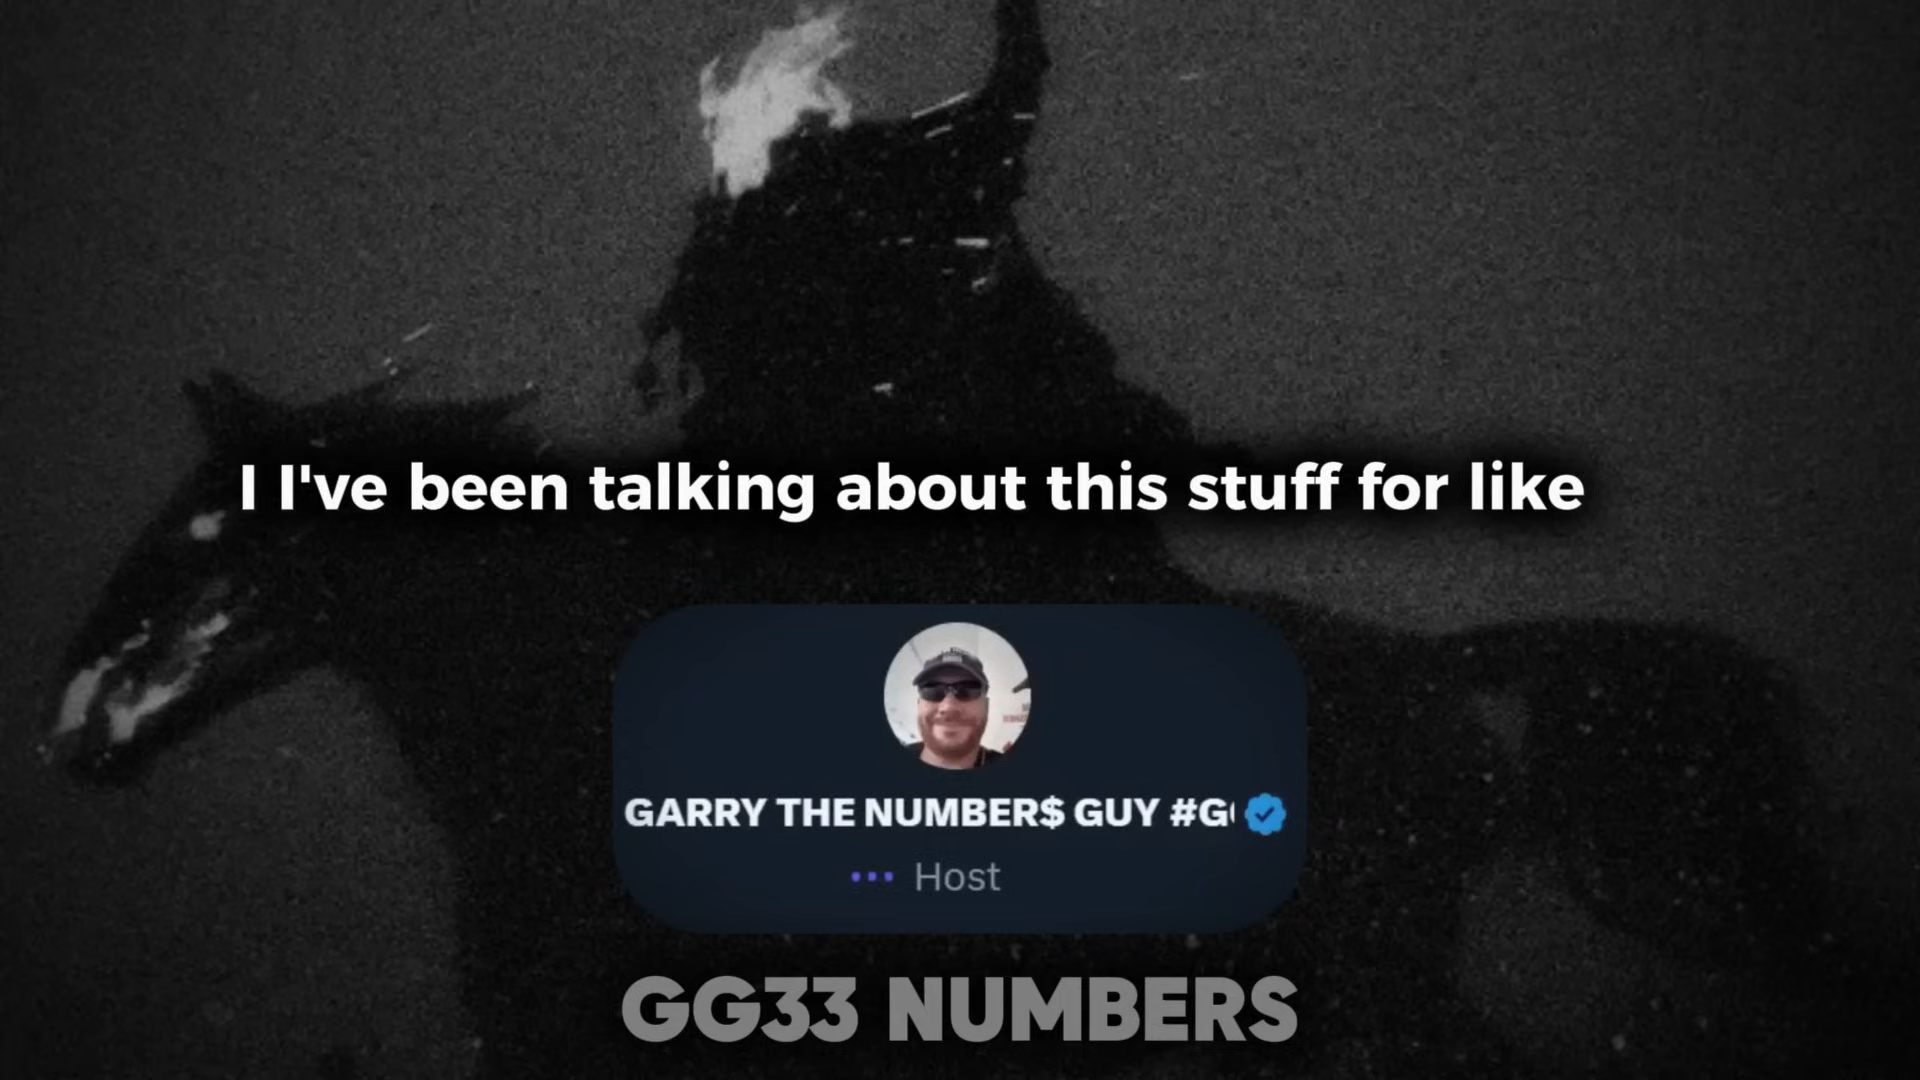 I I've been talking about this stuff for like
GARRY THE NUMBER$ GUY #G
Host
GG33 NUMBERS